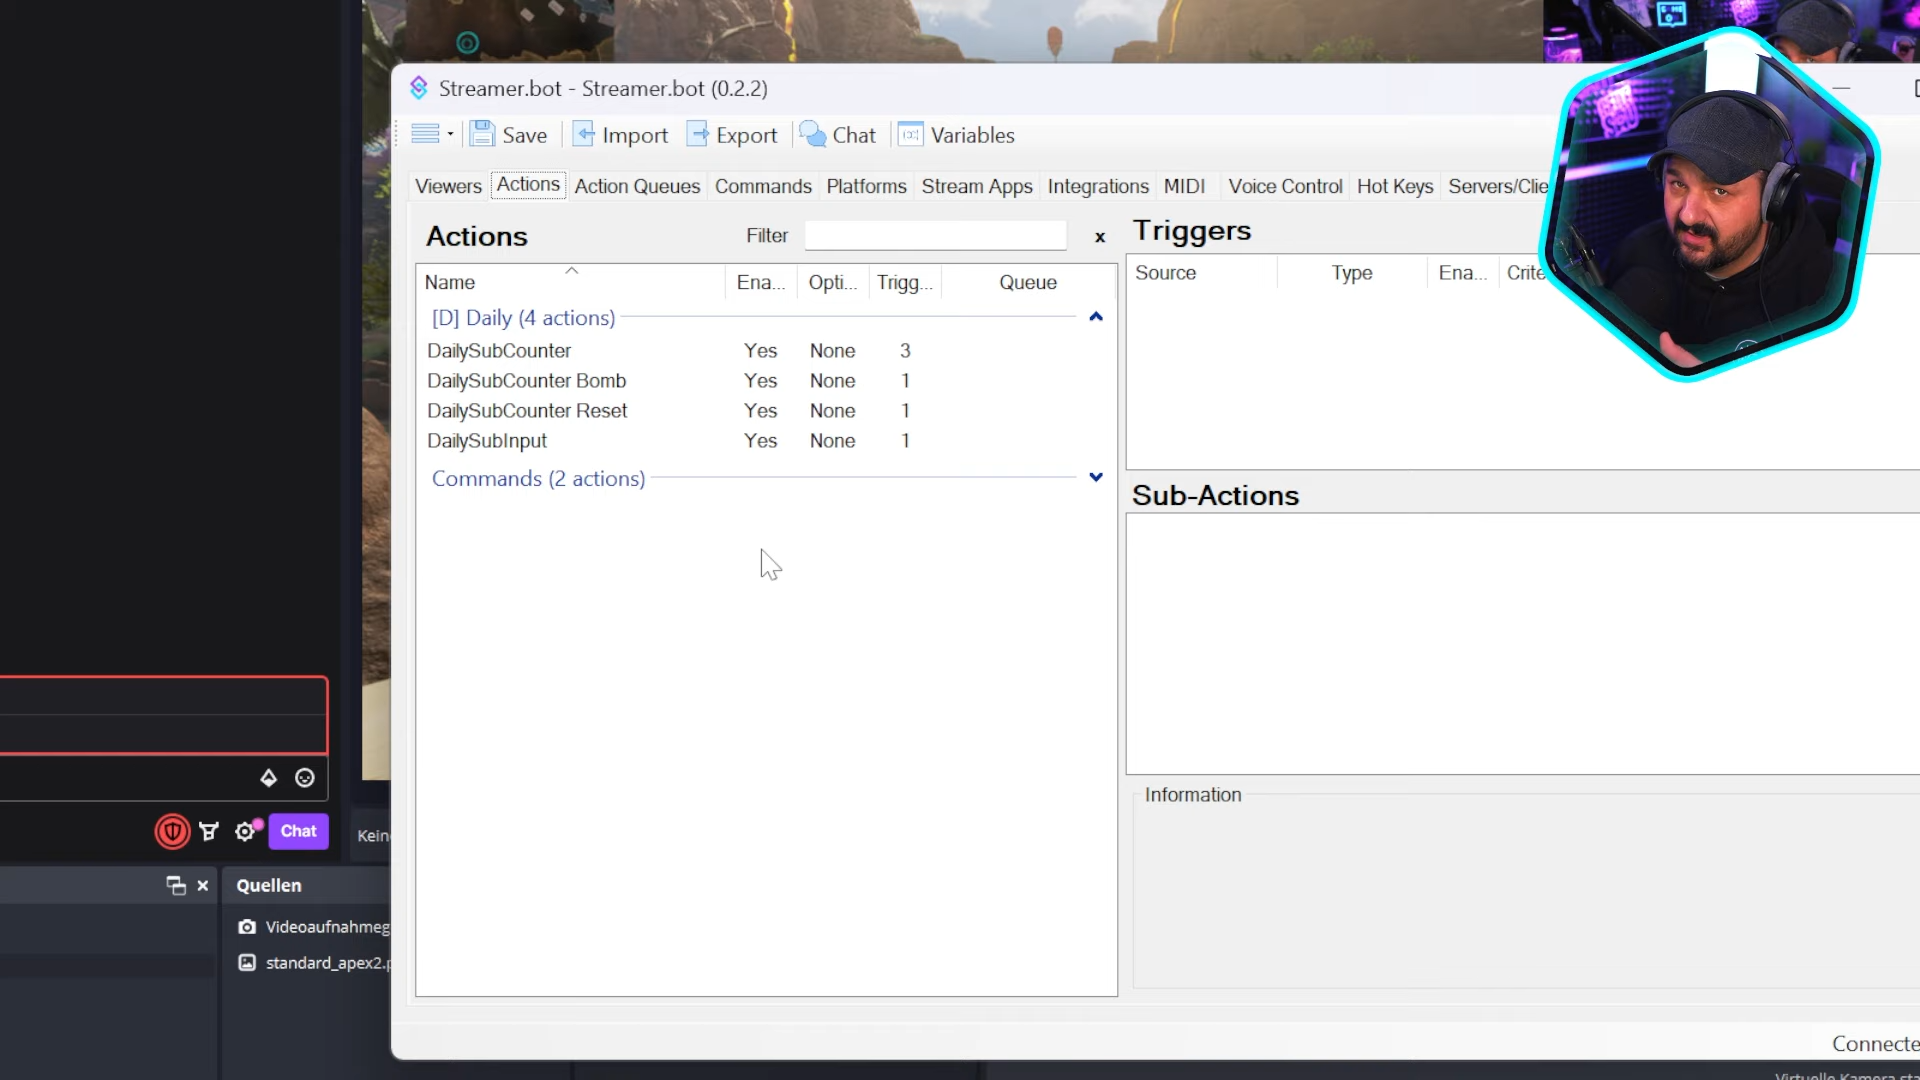 Streamer.bot - Streamer.bot (0.2.2)
Save Import Export Chat Variables
Viewers Actions Action Queues Commands Platforms Stream Apps Integrations MIDI Voice Control Hot Keys Servers/Clie
Actions
Filter
x
Name Ena... Opti... Trigg... Queue
[D] Daily (4 actions)
DailySubCounter Yes None 3
DailySubCounter Bomb Yes None 1
DailySubCounter Reset Yes None 1
DailySubInput Yes None 1
Commands (2 actions)
Triggers
Source Type Ena... Crite
Sub-Actions
Information
Connecte
Chat
Kein
Quellen
Videoaufnahmeg
standard_apex2.p